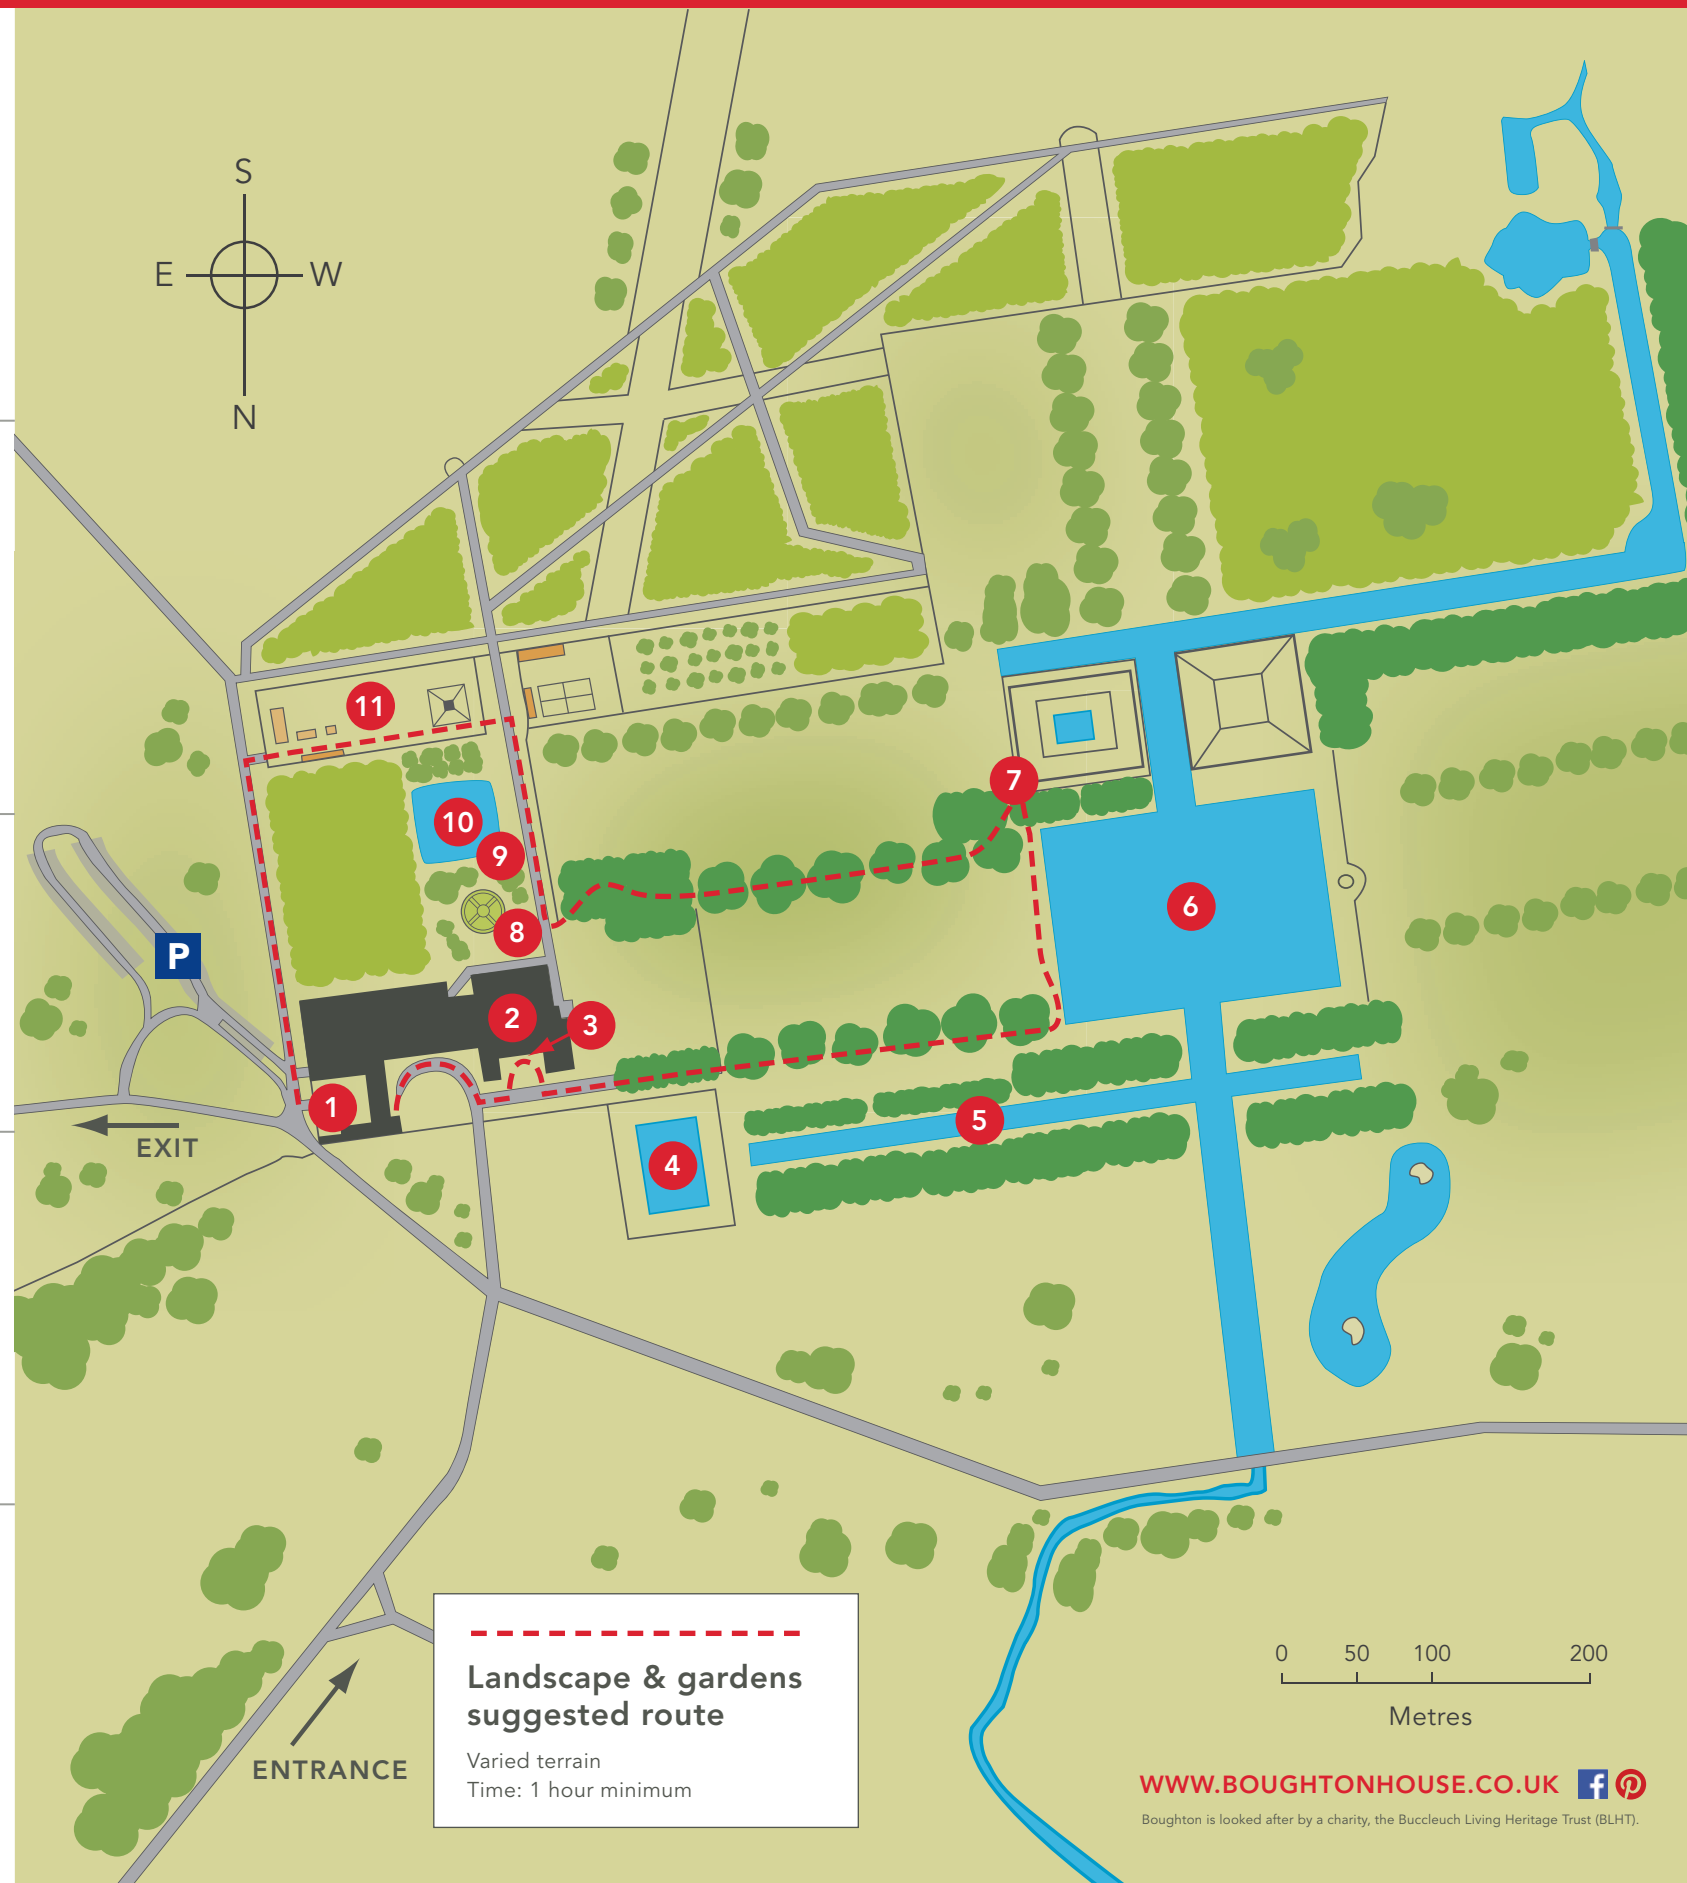 S
E W
N
11
7
10
9
6
8
P
2
3
1
5
EXIT
4
Landscape & gardens
suggested route
Varied terrain
Time: 1 hour minimum
ENTRANCE
0 50 100 200
Metres
WWW.BOUGHTONHOUSE.CO.UK
Boughton is looked after by a charity, the Buccleuch Living Heritage Trust (BLHT).